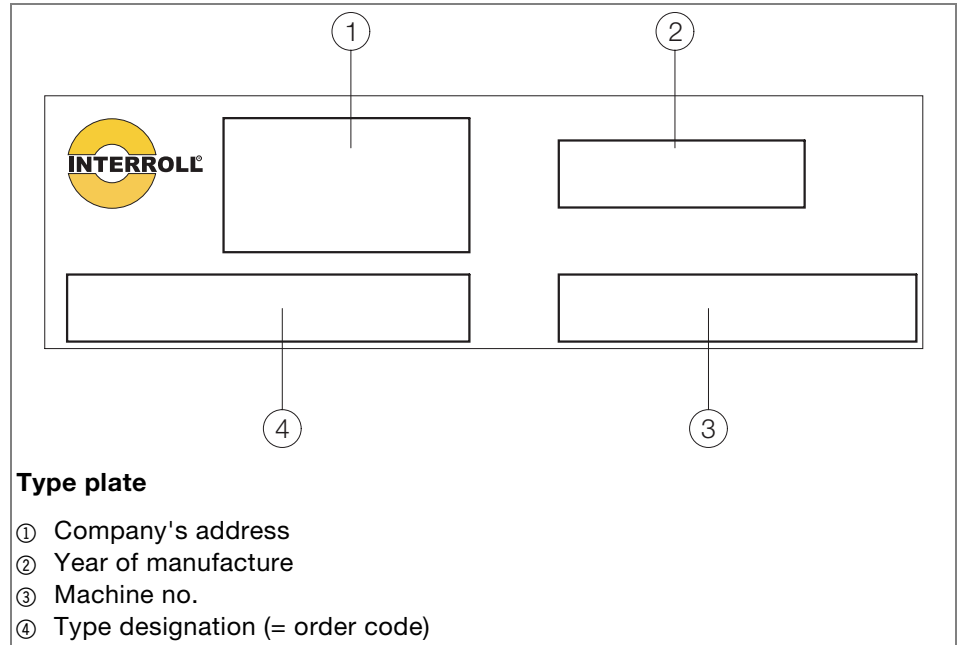 1 2
INTERROLL®
4 3
Type plate
① Company's address
② Year of manufacture
③ Machine no.
④ Type designation (= order code)